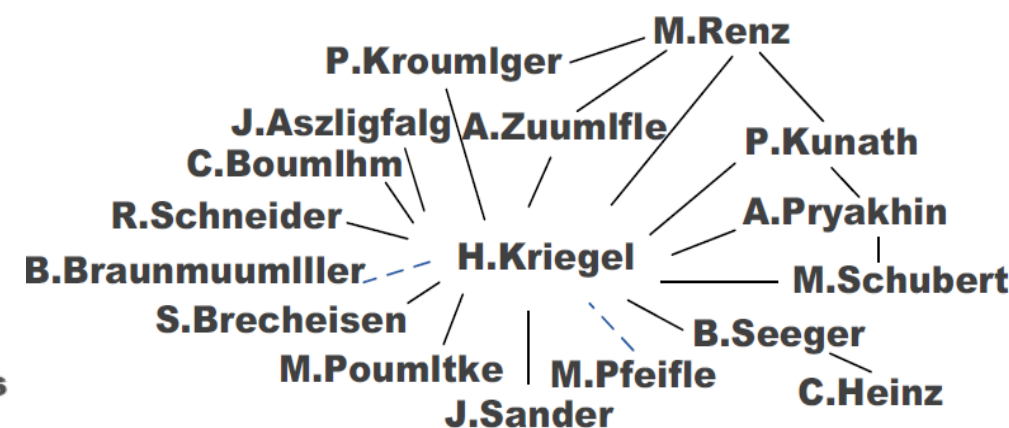 M.Renz
P.Kroumlger
J.Aszligfalg
A.Zuumlfle
P.Kunath
C.Boumlhm
R.Schneider
A.Pryakhin
H.Kriegel
B.Braunmuumlller
M.Schubert
S.Brecheisen
B.Seeger
M.Poumltke
M.Pfeifle
C.Heinz
s
J.Sander